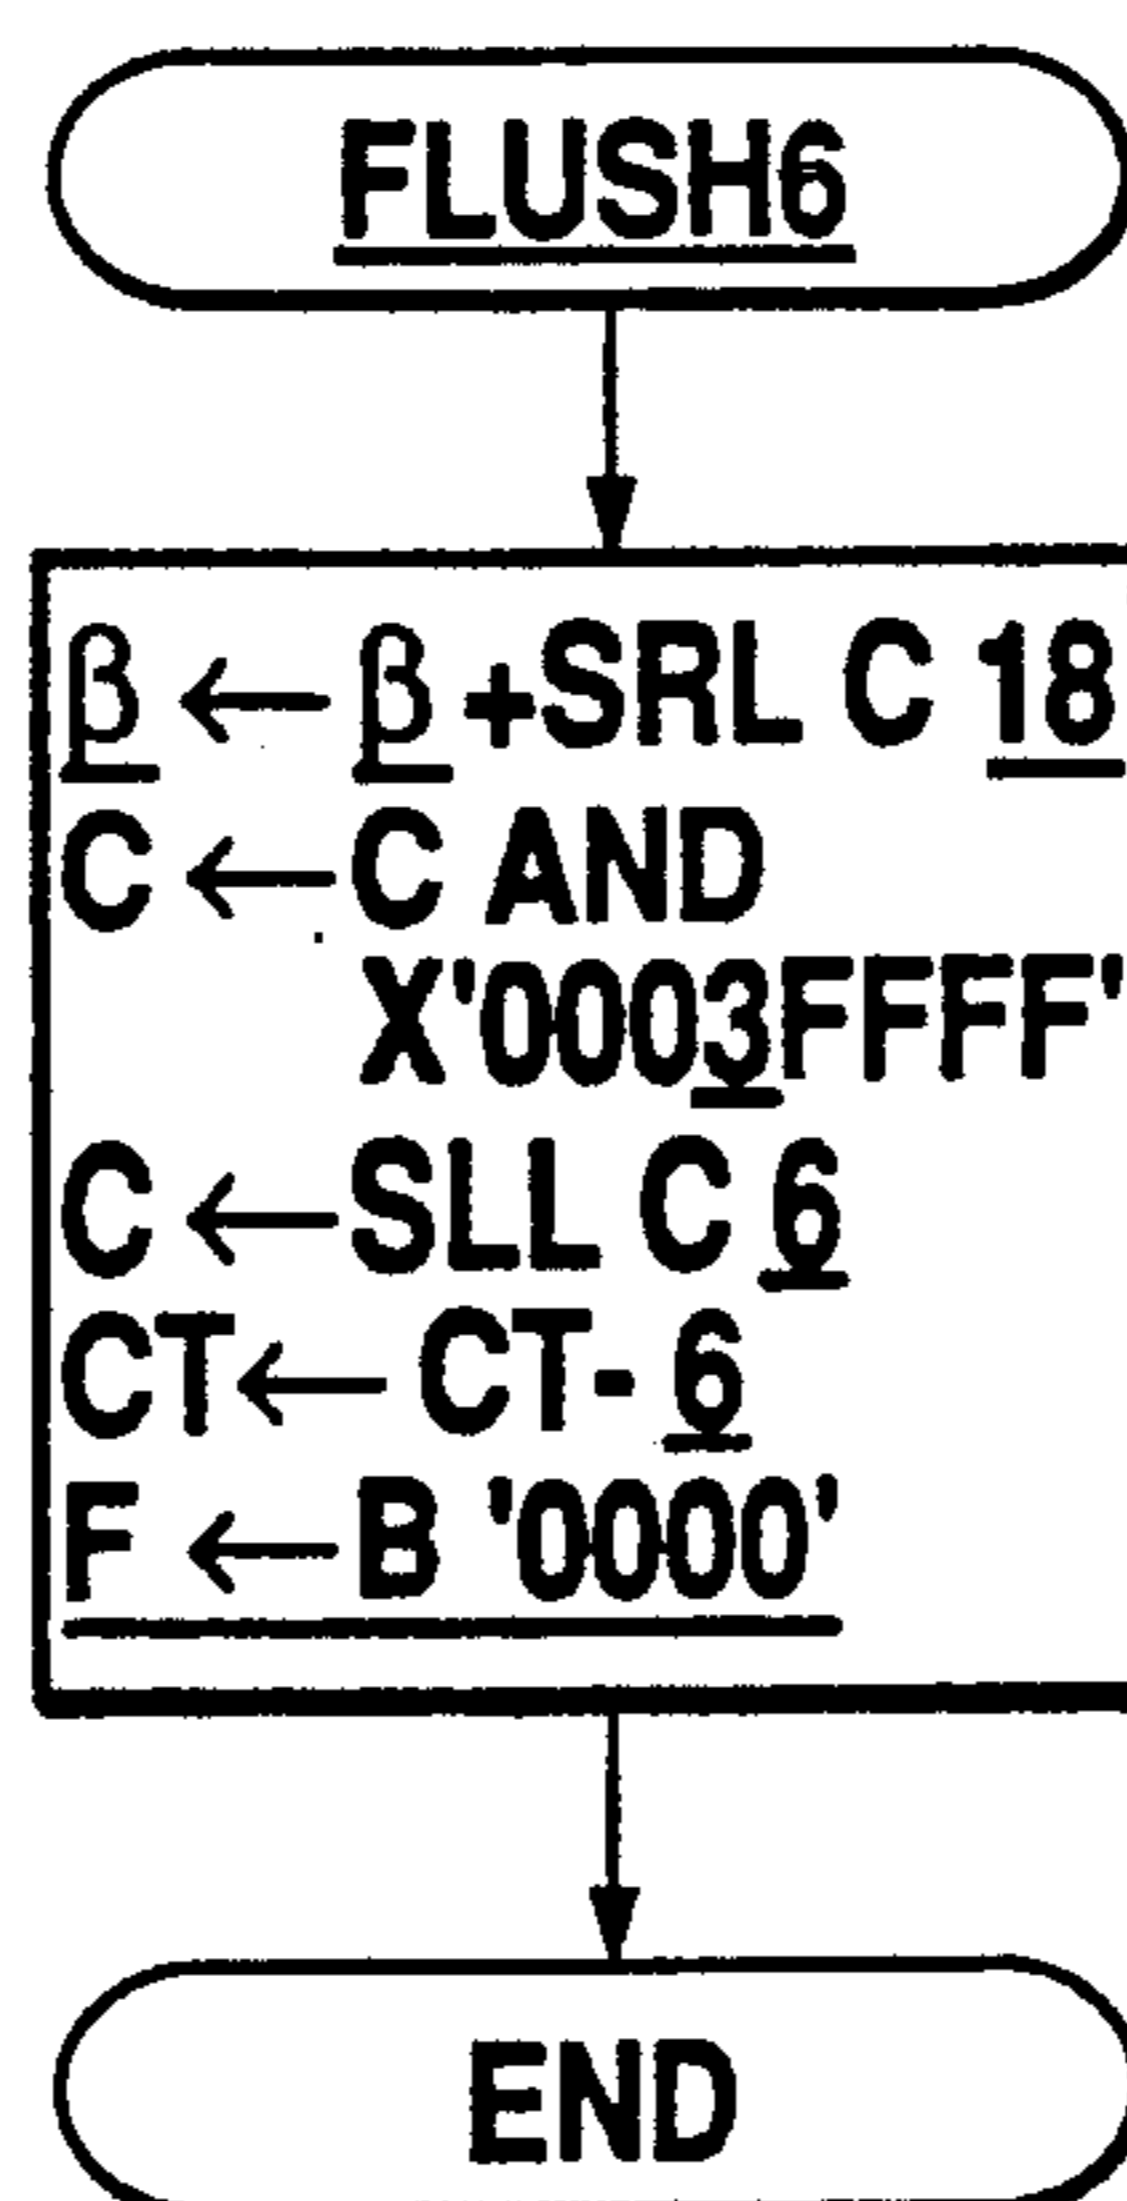 FLUSH6
β ← β +SRL C 18
C ← C AND
X'0003FFFF'
C ← SLL C 6
CT ← CT- 6
F ← B '0000'
END